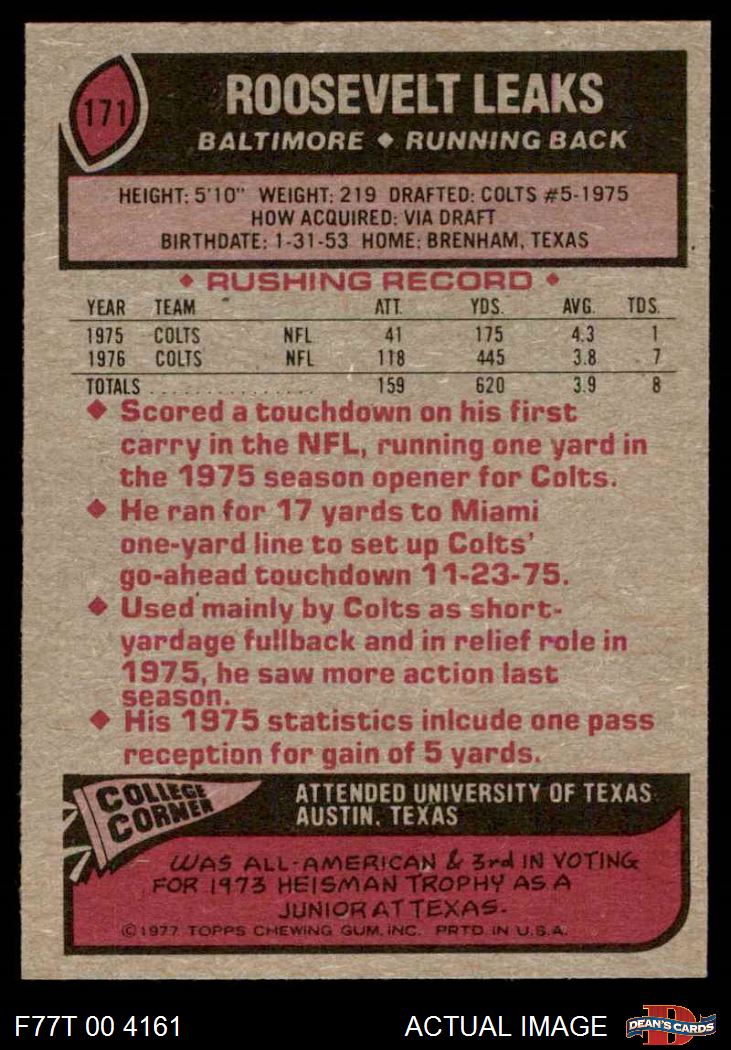 171
ROOSEVELT LEAKS
BALTIMORE ◆ RUNNING BACK
HEIGHT: 5'10" WEIGHT: 219 DRAFTED: COLTS #5-1975
HOW ACQUIRED: VIA DRAFT
BIRTHDATE: 1-31-53 HOME: BRENHAM, TEXAS
◆ RUSHING RECORD ◆
YEAR TEAM ATT. YDS. AVG. TDS.
1975 COLTS NFL 41 175 4.3 1
1976 COLTS NFL 118 445 3.8 7
TOTALS ................ 159 620 3.9 8
◆ Scored a touchdown on his first
carry in the NFL, running one yard in
the 1975 season opener for Colts.
◆ He ran for 17 yards to Miami
one-yard line to set up Colts'
go-ahead touchdown 11-23-75.
◆ Used mainly by Colts as short-
yardage fullback and in relief role in
1975, he saw more action last
season.
◆ His 1975 statistics inlcude one pass
reception for gain of 5 yards.
COLLEGE
CORNER
ATTENDED UNIVERSITY OF TEXAS
AUSTIN, TEXAS
WAS ALL-AMERICAN & 3rd IN VOTING
FOR 1973 HEISMAN TROPHY AS A
JUNIOR AT TEXAS.
©1977 TOPPS CHEWING GUM, INC. PRTD. IN U.S.A.
F77T 00 4161
ACTUAL IMAGE
D
DEAN'S CARDS